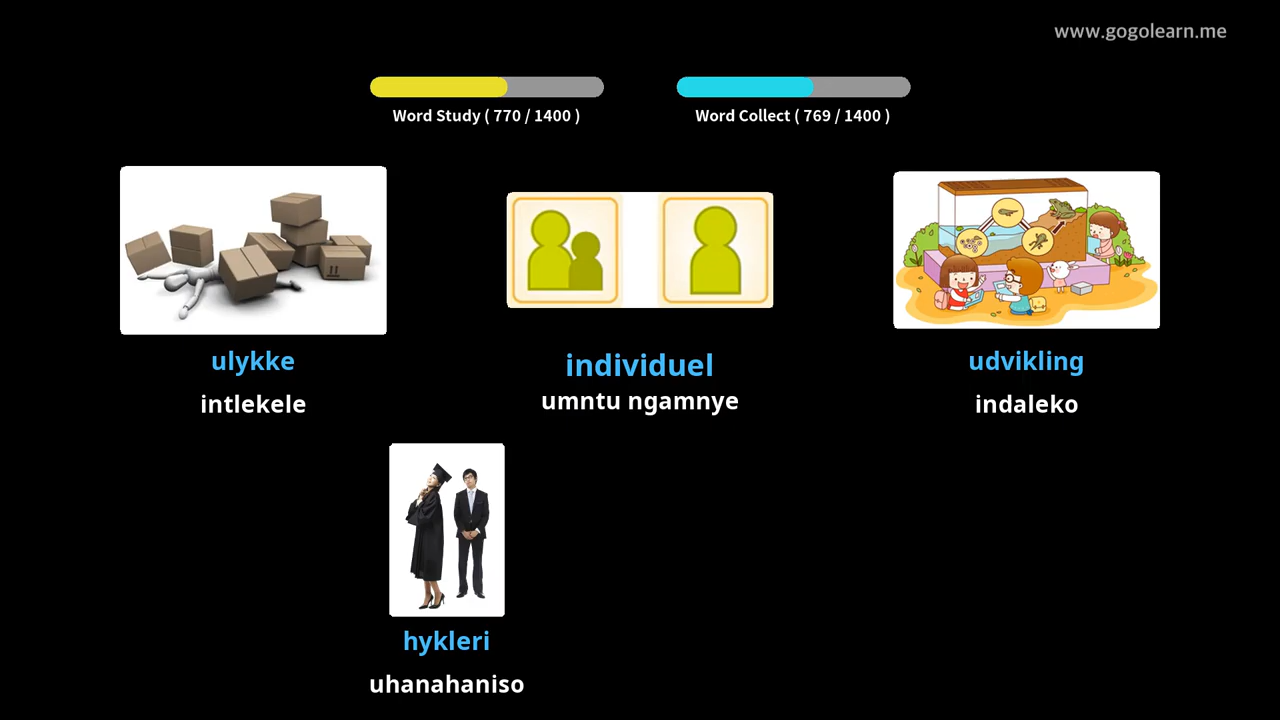 www.gogolearn.me
Word Study ( 770 / 1400 )
Word Collect ( 769 / 1400 )
ulykke
intlekele
individuel
umntu ngamnye
udvikling
indaleko
hykleri
uhanahaniso